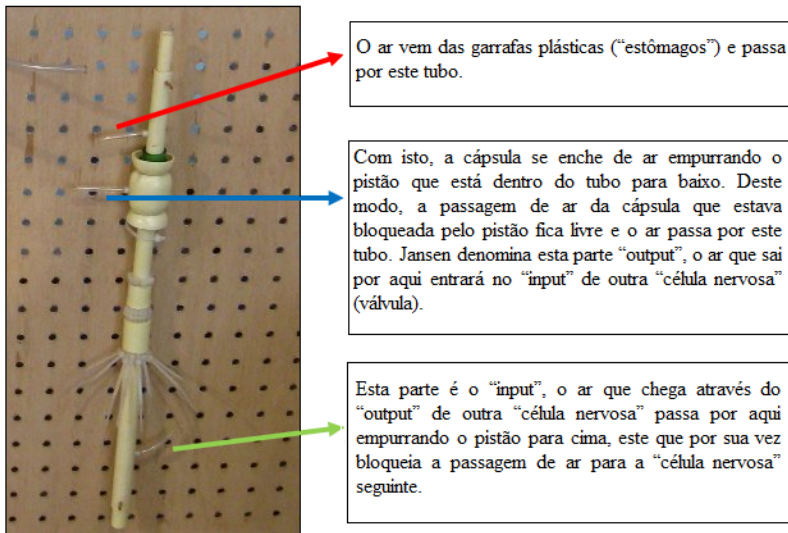 O ar vem das garrafas plásticas (“estômagos”) e passa
por este tubo.
Com isto, a cápsula se enche de ar empurrando o
pistão que está dentro do tubo para baixo. Deste
modo, a passagem de ar da cápsula que estava
bloqueada pelo pistão fica livre e o ar passa por este
tubo. Jansen denomina esta parte “output”, o ar que sai
por aqui entrará no “input” de outra “célula nervosa”
(válvula).
Esta parte é o “input”, o ar que chega através do
“output” de outra “célula nervosa” passa por aqui
empurrando o pistão para cima, este que por sua vez
bloqueia a passagem de ar para a “célula nervosa”
seguinte.